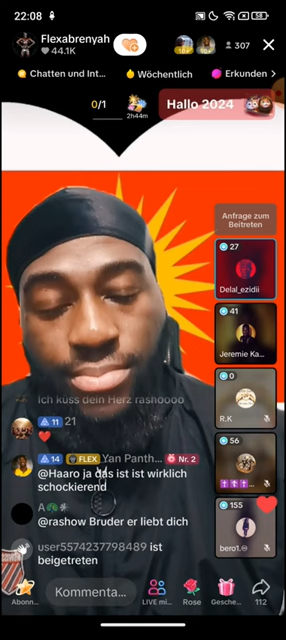 22:08
58
Flexabrenyah
44.1K
307
Chatten und Int...
Wöchentlich
Erkunden >
0/1
2h44m
Hallo 2024
Anfrage zum
Beitreten
27
Delal_ezidii
41
Jeremie Ka...
0
R.K
56
155
bero1.
Ich küss dein Herz rashoooo
11 21
14 FLEX Yan Panth... Nr. 2
@Haaro ja das ist ist wirklich
schockierend
A
@rashow Bruder er liebt dich
user5574237798489 ist
beigetreten
Abonn...
Kommenta...
LIVE mi...
Rose
Gesche...
112